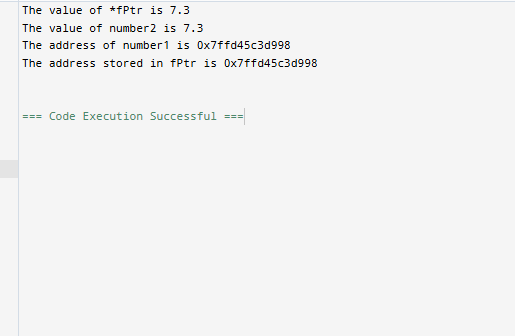 The value of *fPtr is 7.3
The value of number2 is 7.3
The address of number1 is 0x7ffd45c3d998
The address stored in fPtr is 0x7ffd45c3d998
=== Code Execution Successful ===